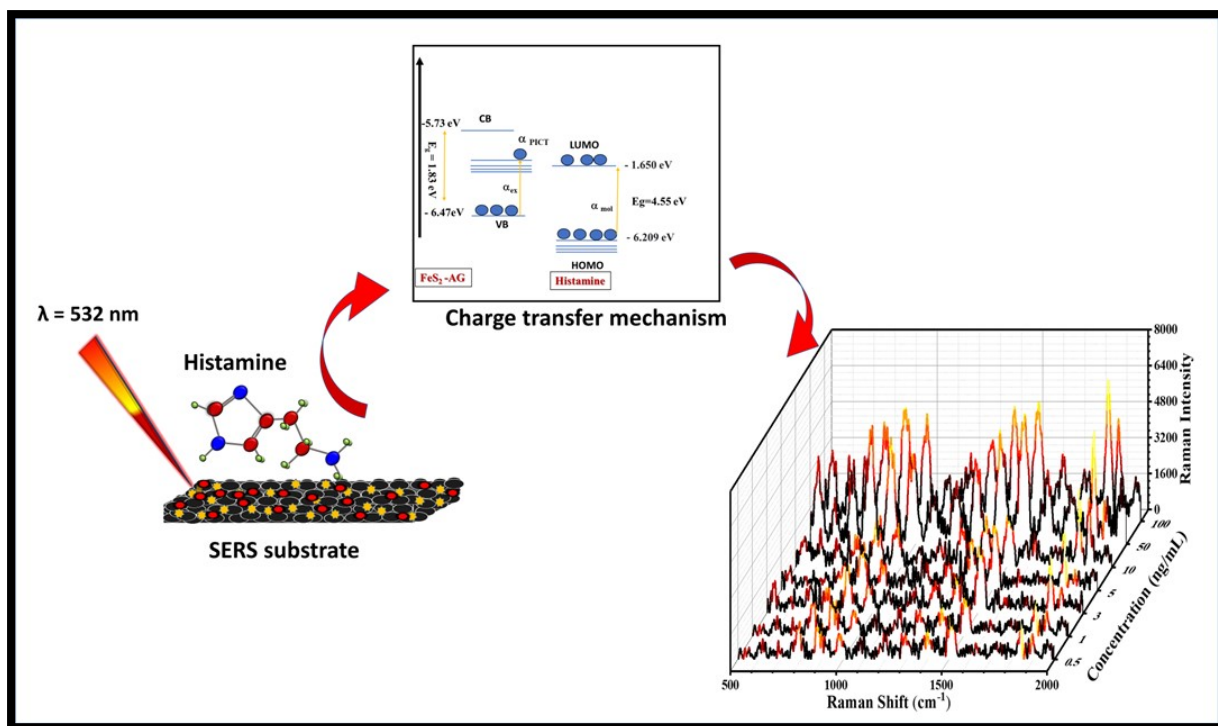 λ = 532 nm
Histamine
SERS substrate
-5.73 eV
CB
E_g = 1.83 eV
- 6.47eV
VB
α PICT
α_ex
LUMO
- 1.650 eV
α mol
Eg=4.55 eV
- 6.209 eV
HOMO
FeS₂ -AG
Histamine
Charge transfer mechanism
8000
6400
4800
3200
1600
0
Raman Intensity
100
50
10
5
3
1
0.5
Concentration (ng/mL)
500
1000
1500
2000
Raman Shift (cm⁻¹)